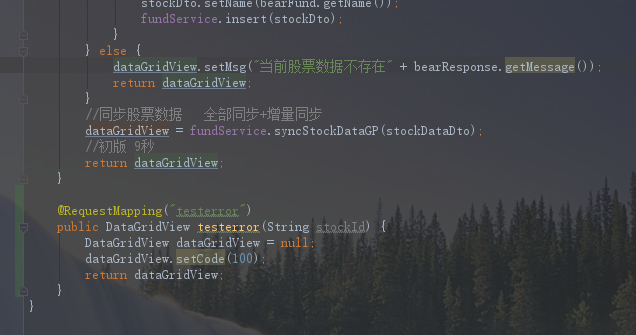 stockDto.setName(bearFund.getName());
fundService.insert(stockDto);
}
} else {
dataGridView.setMsg("当前股票数据不存在" + bearResponse.getMessage());
return dataGridView;
}
//同步股票数据   全部同步+增量同步
dataGridView = fundService.syncStockDataGP(stockDataDto);
//初版 9秒
return dataGridView;
}
@RequestMapping("testerror")
public DataGridView testerror(String stockId) {
DataGridView dataGridView = null;
dataGridView.setCode(100);
return dataGridView;
}
}